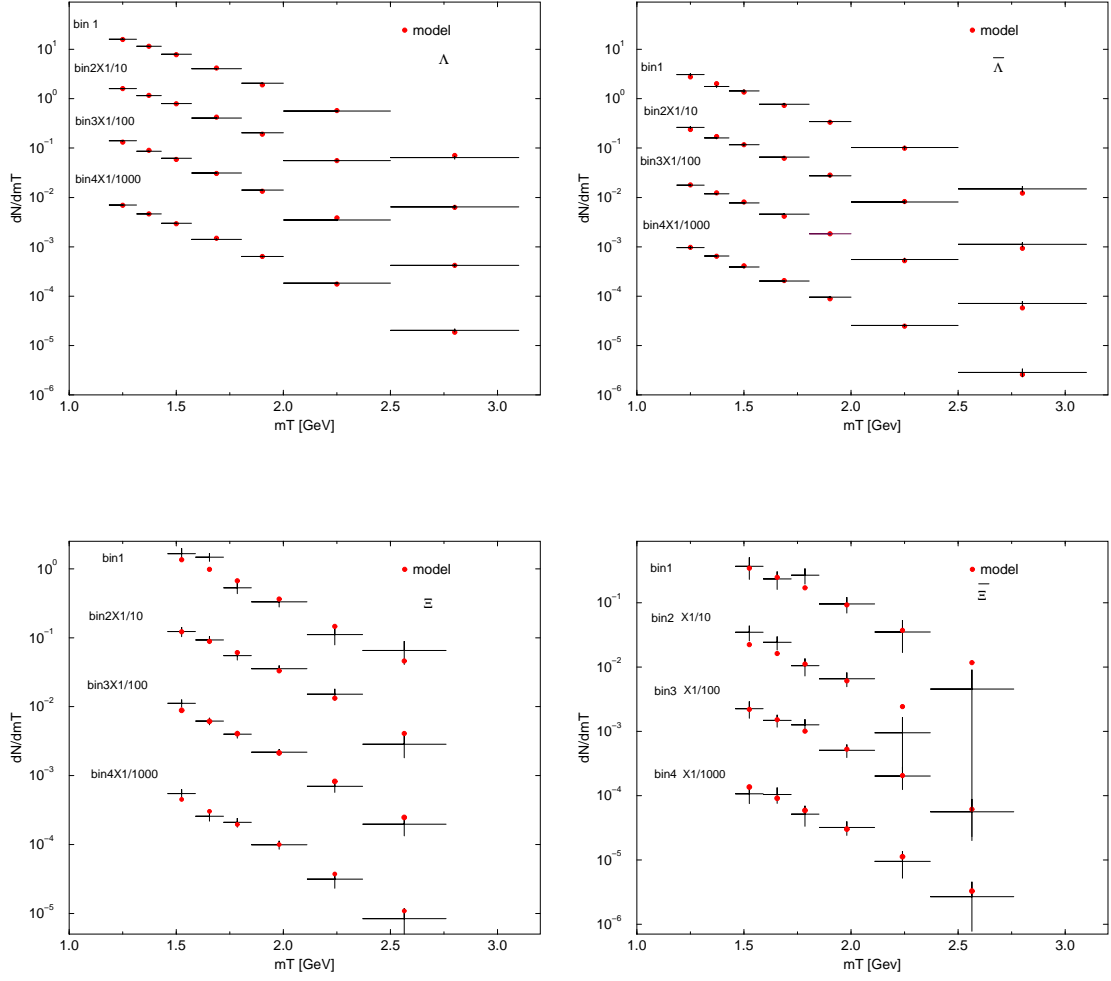 bin 1
model
Λ
10^1
bin2X1/10
10^0
bin3X1/100
10^-1
bin4X1/1000
10^-2
10^-3
10^-4
10^-5
10^-6
dN/dmT
1.0 1.5 2.0 2.5 3.0
mT [GeV]
model
Λ̅
10^1
bin1
10^0
bin2X1/10
10^-1
bin3X1/100
10^-2
bin4X1/1000
10^-3
10^-4
10^-5
10^-6
dN/dmT
1.0 1.5 2.0 2.5 3.0
mT [Gev]
bin1
model
Ξ
10^0
bin2X1/10
10^-1
bin3X1/100
10^-2
bin4X1/1000
10^-3
10^-4
10^-5
dN/dmT
1.0 1.5 2.0 2.5 3.0
mT [GeV]
bin1
model
Ξ̅
10^-1
bin2 X1/10
10^-2
bin3 X1/100
10^-3
bin4 X1/1000
10^-4
10^-5
10^-6
dN/dmT
1.0 1.5 2.0 2.5 3.0
mT [Gev]